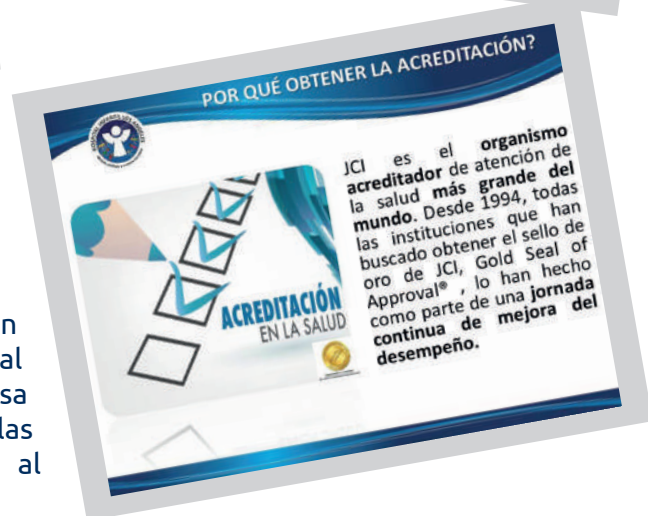 POR QUÉ OBTENER LA ACREDITACIÓN?
JCI es el organismo
acreditador de atención de
la salud más grande del
mundo. Desde 1994, todas
las instituciones que han
buscado obtener el sello de
oro de JCI, Gold Seal of
Approval® , lo han hecho
como parte de una jornada
continua de mejora del
desempeño.
ACREDITACIÓN
EN LA SALUD
n
al
sa
las
al